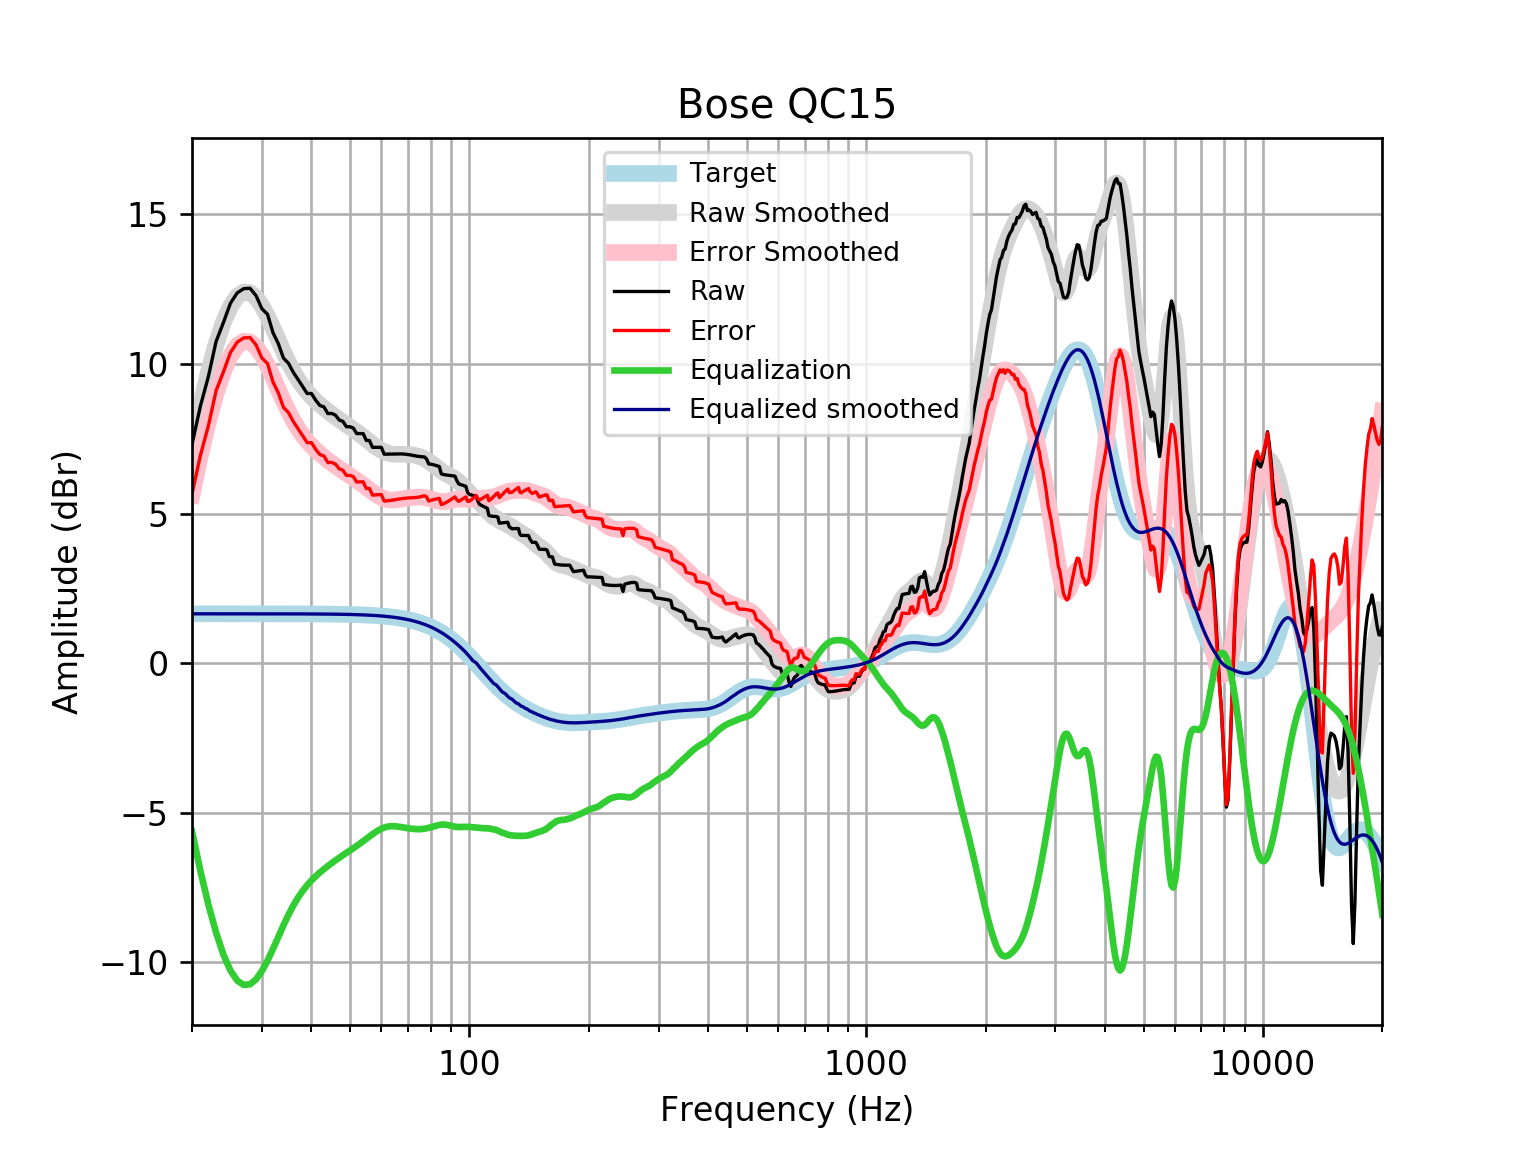 Bose QC15
Target
Raw Smoothed
Error Smoothed
Raw
Error
Equalization
Equalized smoothed
15
10
5
0
−5
−10
Amplitude (dBr)
100
1000
10000
Frequency (Hz)